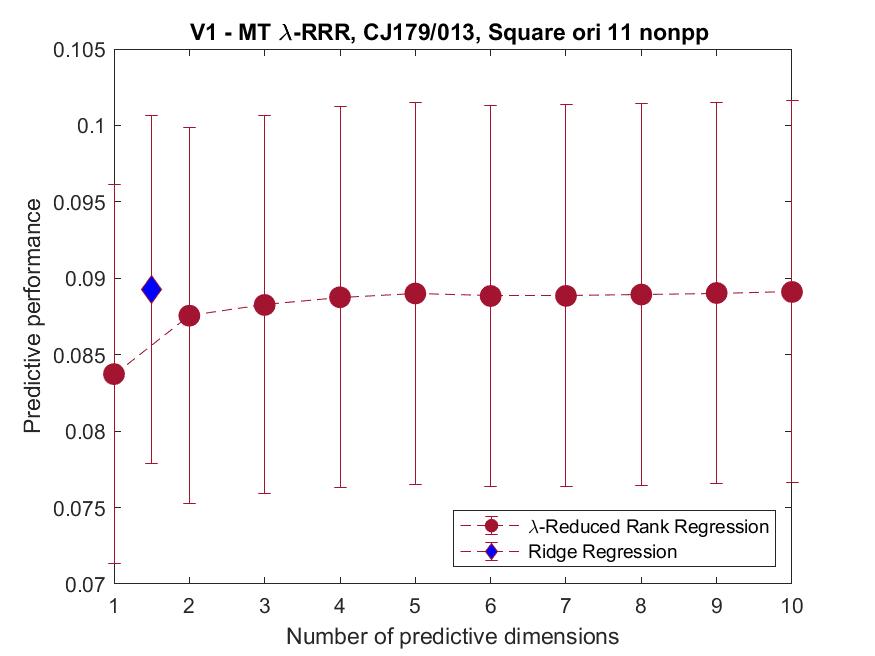 V1 - MT λ-RRR, CJ179/013, Square ori 11 nonpp
0.105
0.1
0.095
0.09
0.085
0.08
0.075
0.07
Predictive performance
1 2 3 4 5 6 7 8 9 10
Number of predictive dimensions
λ-Reduced Rank Regression
Ridge Regression